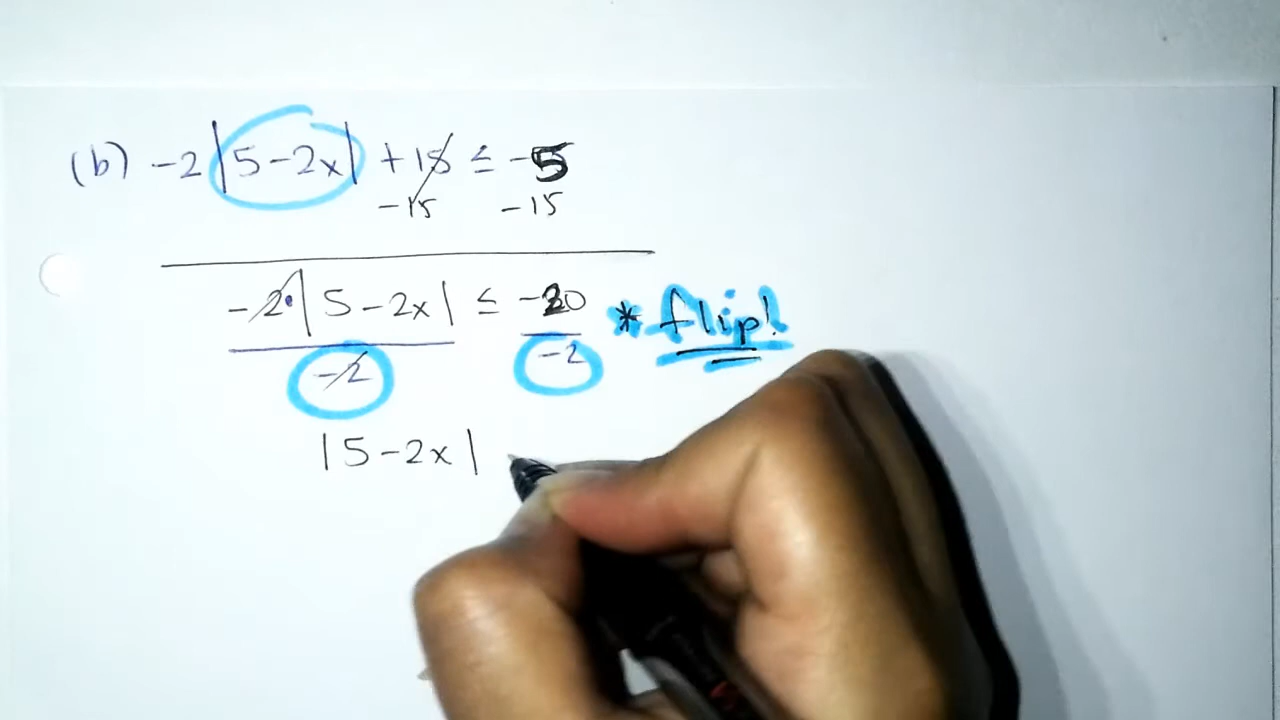 (b) -2|5-2x| +15 ≤ -5
-15 -15
-2•|5-2x| ≤ -20 * flip!
-2 -2
|5-2x|